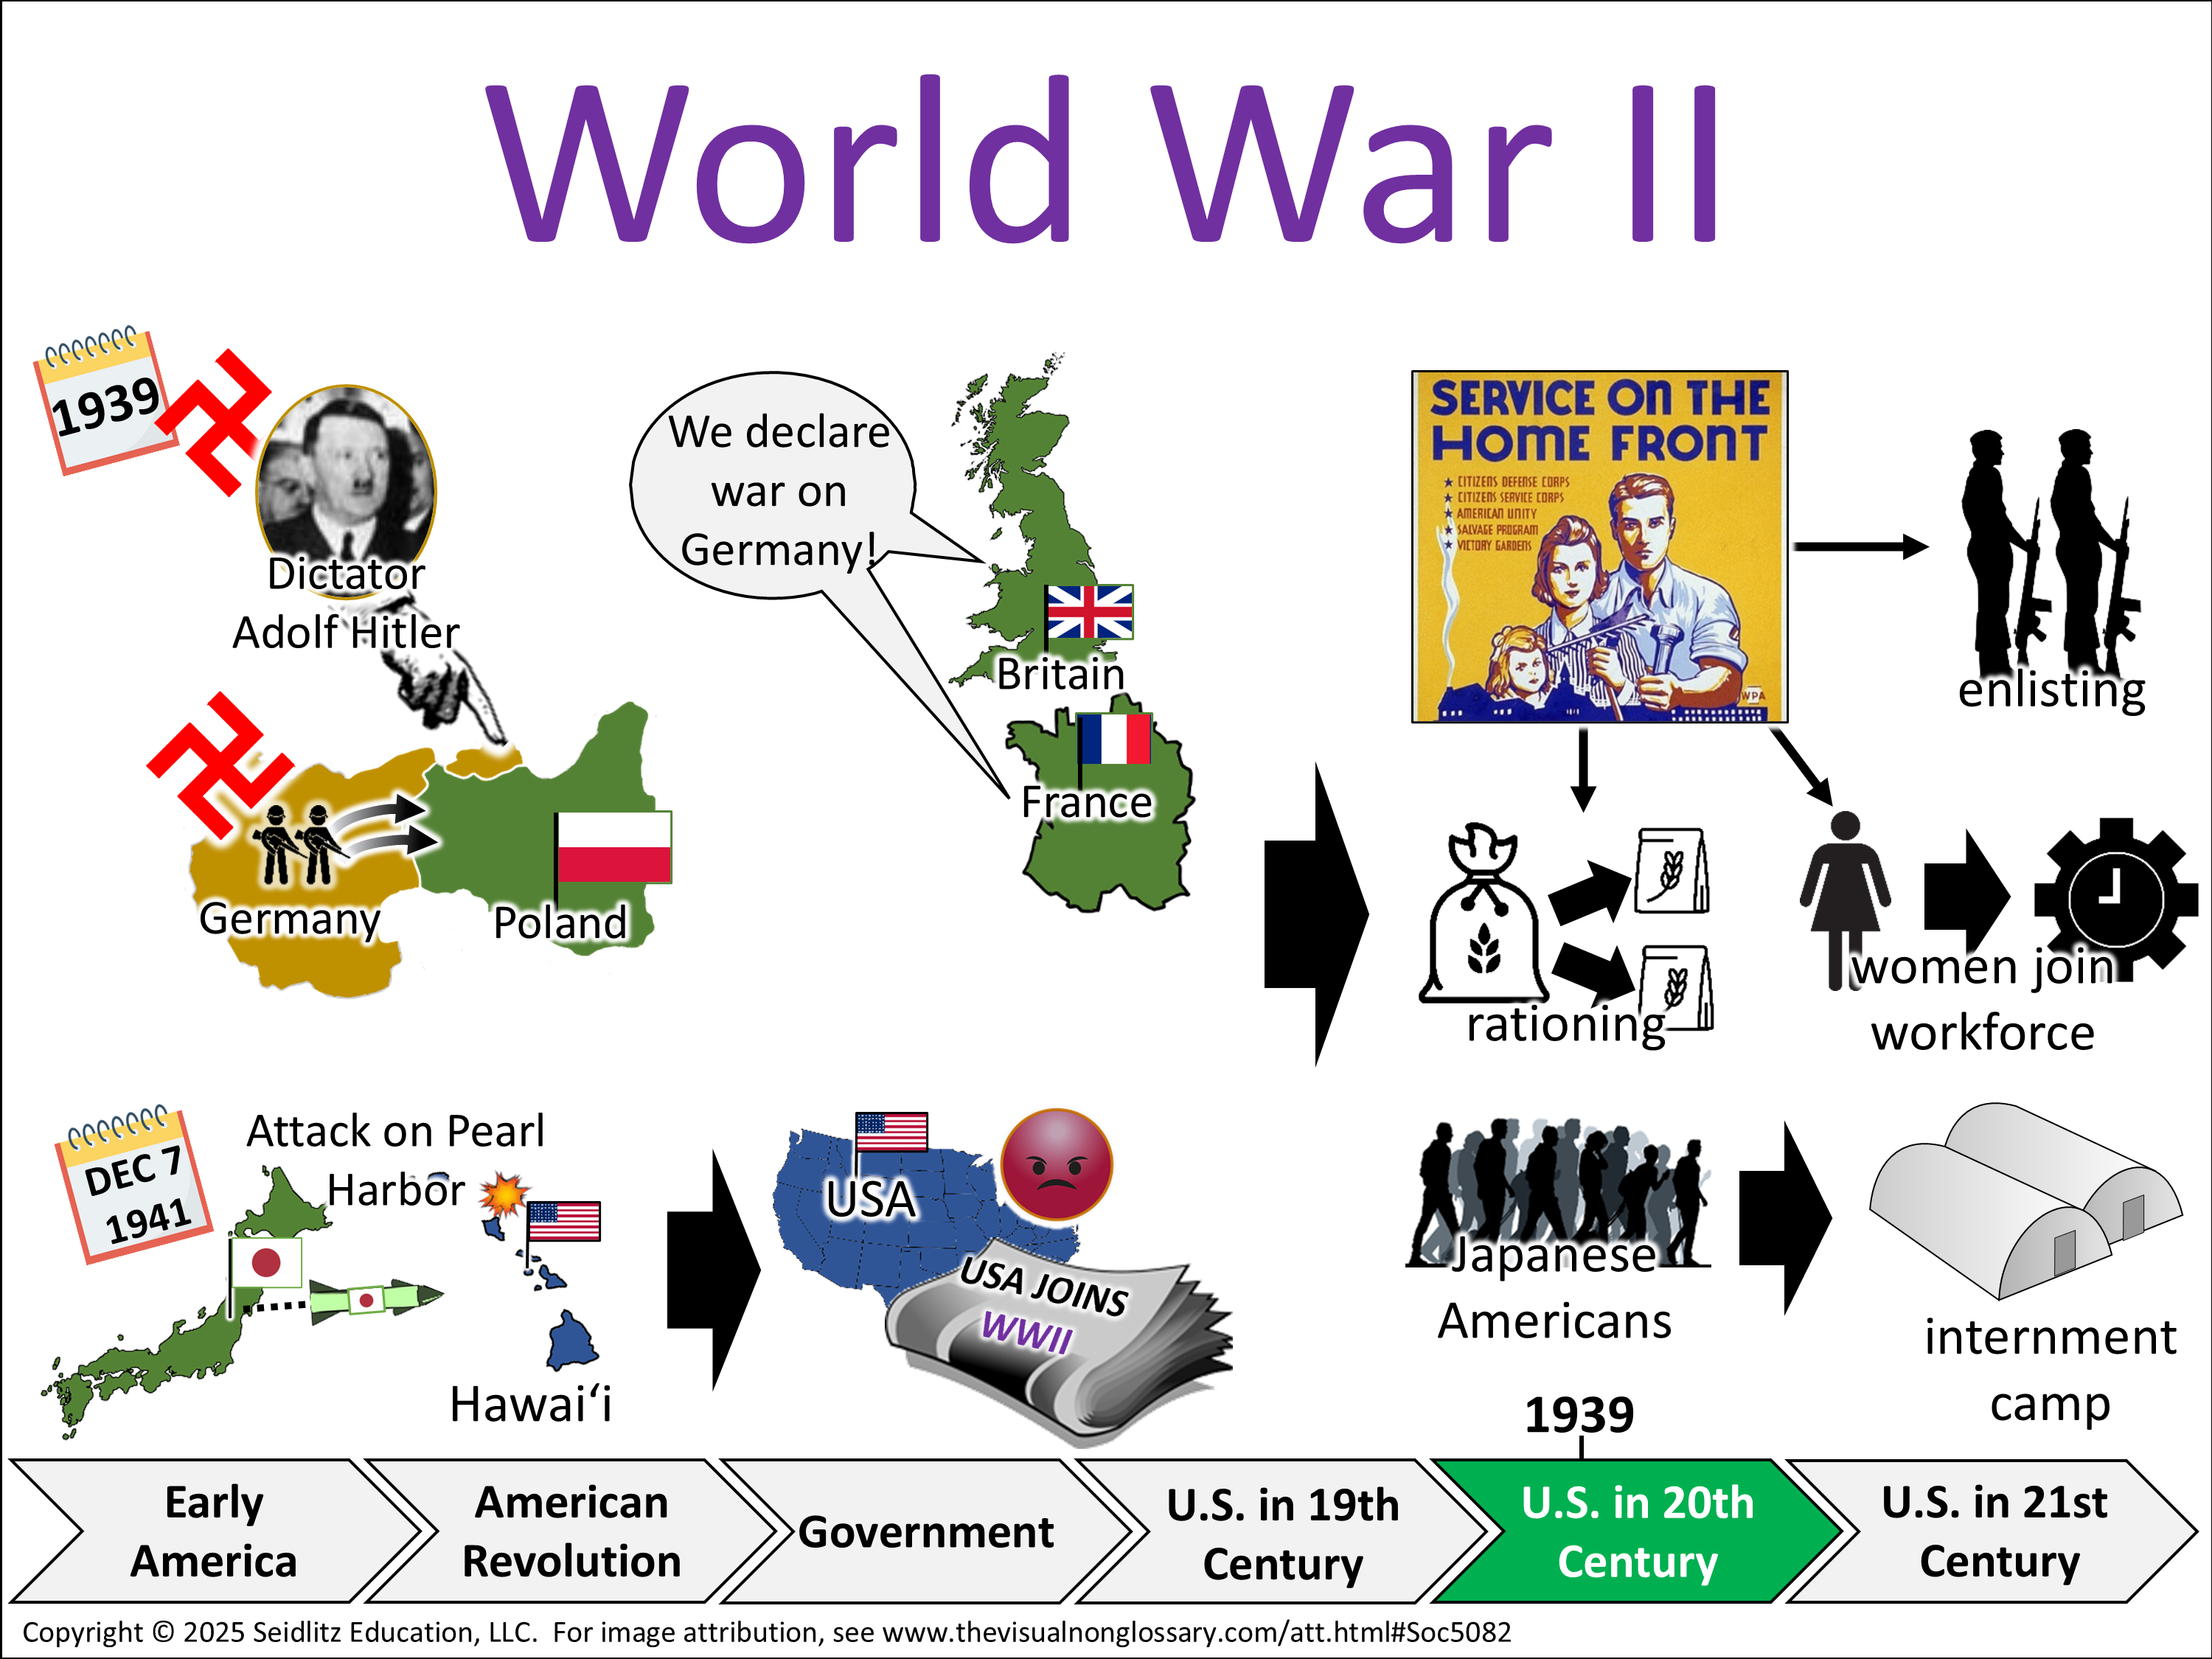 World War II
1939
Dictator
Adolf Hitler
Germany
Poland
We declare
war on
Germany!
Britain
France
SERVICE ON THE
HOME FRONT
★ CITIZENS DEFENSE CORPS
★ CITIZENS SERVICE CORPS
★ AMERICAN UNITY
★ SALVAGE PROGRAM
★ VICTORY GARDENS
WPA
enlisting
rationing
women join
workforce
DEC 7
1941
Attack on Pearl
Harbor
Hawaiʻi
USA
USA JOINS
WWII
Japanese
Americans
internment
camp
1939
Early
America
American
Revolution
Government
U.S. in 19th
Century
U.S. in 20th
Century
U.S. in 21st
Century
Copyright © 2025 Seidlitz Education, LLC.  For image attribution, see www.thevisualnonglossary.com/att.html#Soc5082